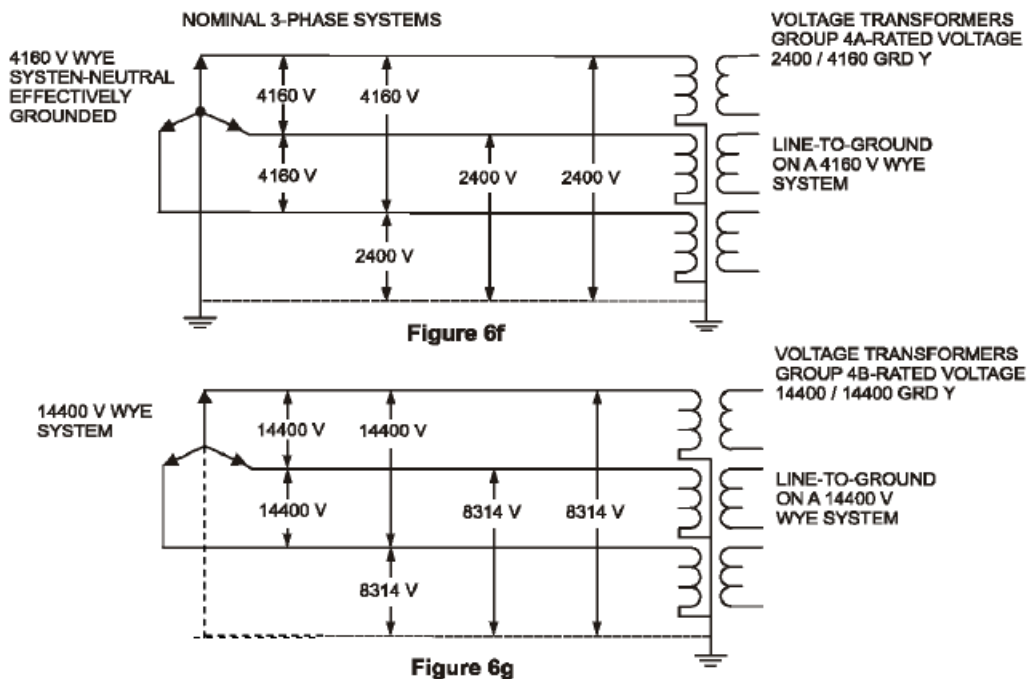 NOMINAL 3-PHASE SYSTEMS
VOLTAGE TRANSFORMERS
GROUP 4A-RATED VOLTAGE
2400 / 4160 GRD Y
4160 V WYE
SYSTEN-NEUTRAL
EFFECTIVELY
GROUNDED
4160 V
4160 V
4160 V
2400 V
2400 V
2400 V
LINE-TO-GROUND
ON A 4160 V WYE
SYSTEM
Figure 6f
VOLTAGE TRANSFORMERS
GROUP 4B-RATED VOLTAGE
14400 / 14400 GRD Y
14400 V WYE
SYSTEM
14400 V
14400 V
14400 V
8314 V
8314 V
8314 V
LINE-TO-GROUND
ON A 14400 V
WYE SYSTEM
Figure 6g